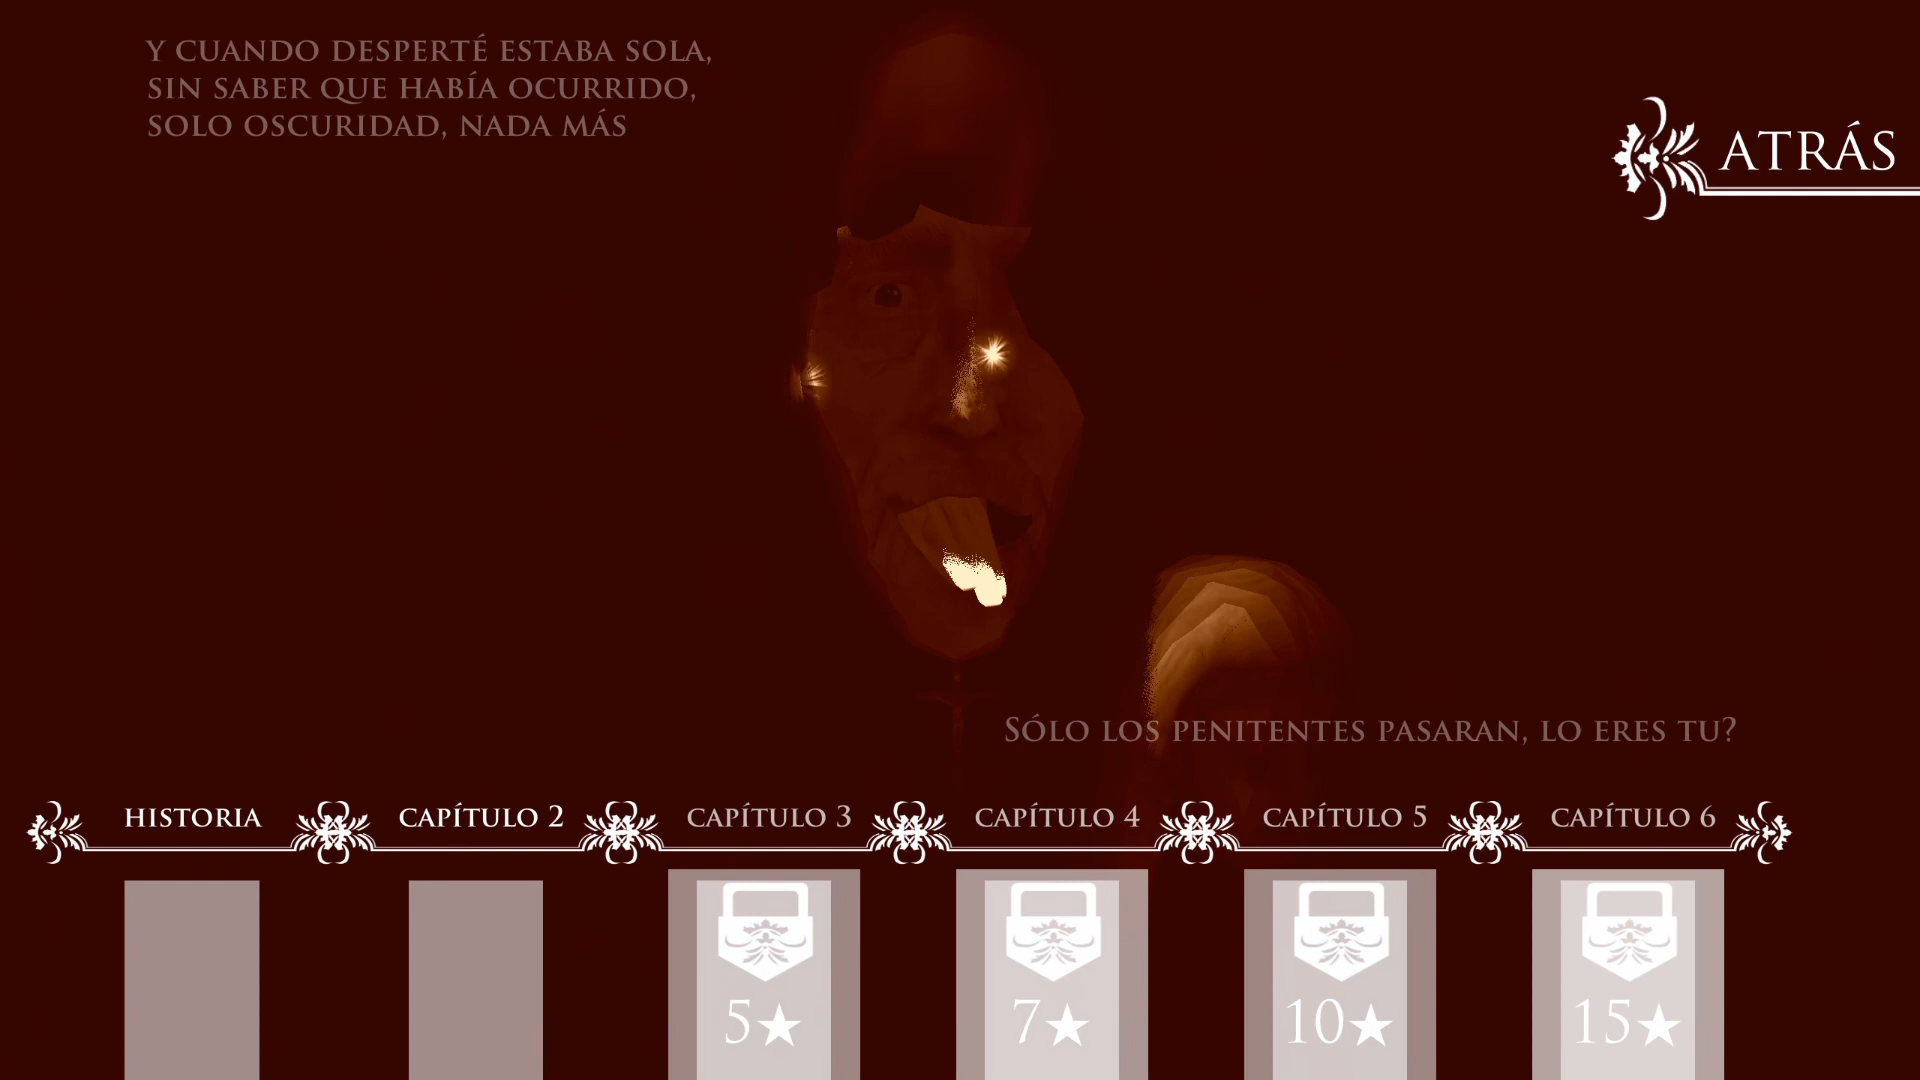 Y CUANDO DESPERTÉ ESTABA SOLA,
SIN SABER QUE HABÍA OCURRIDO,
SOLO OSCURIDAD, NADA MÁS
ATRÁS
SÓLO LOS PENITENTES PASARAN, LO ERES TU?
HISTORIA
CAPÍTULO 2
CAPÍTULO 3
CAPÍTULO 4
CAPÍTULO 5
CAPÍTULO 6
5★
7★
10★
15★